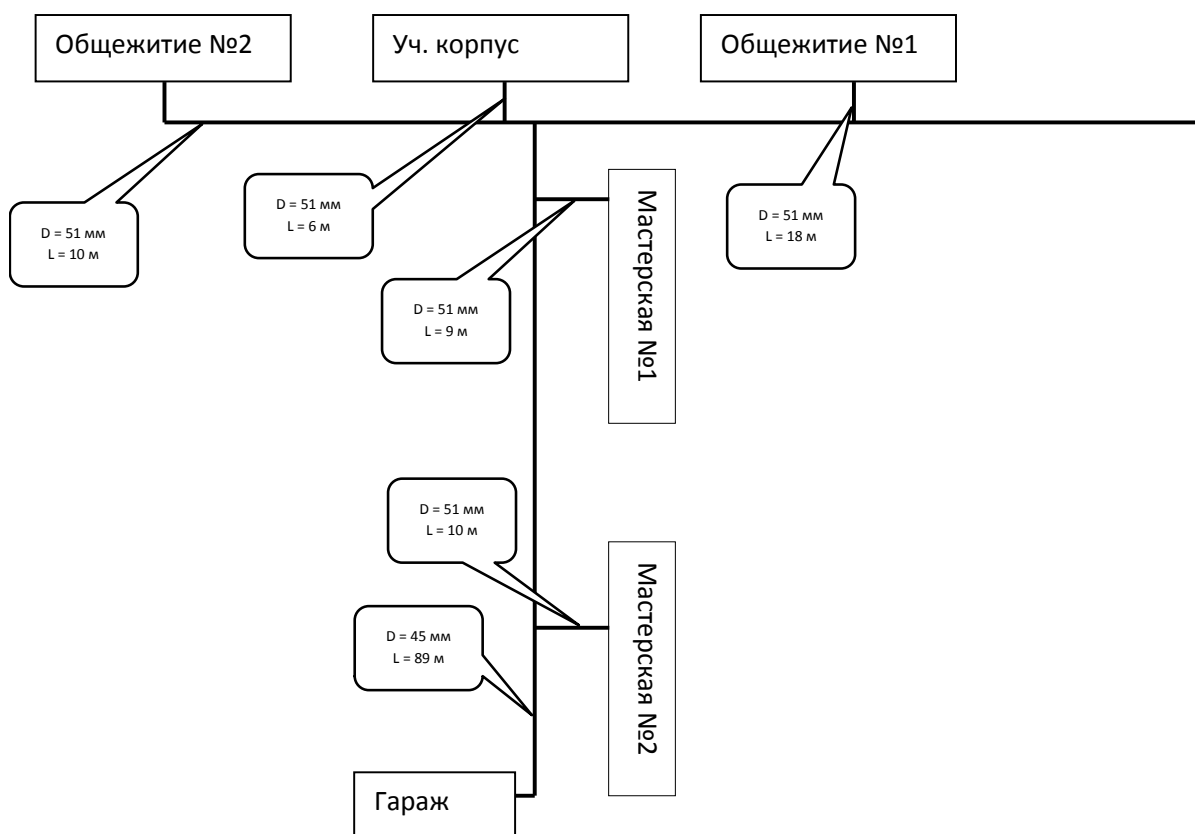 Общежитие №2
Уч. корпус
Общежитие №1
D = 51 мм
L = 10 м
D = 51 мм
L = 6 м
D = 51 мм
L = 18 м
Мастерская №1
D = 51 мм
L = 9 м
D = 51 мм
L = 10 м
Мастерская №2
D = 45 мм
L = 89 м
Гараж